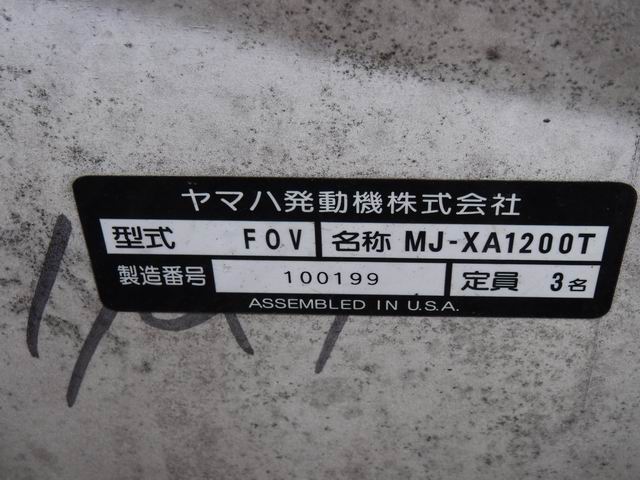 ヤマハ発動機株式会社
型式 FOV 名称 MJ-XA1200T
製造番号 100199 定員 3名
ASSEMBLED IN U.S.A.